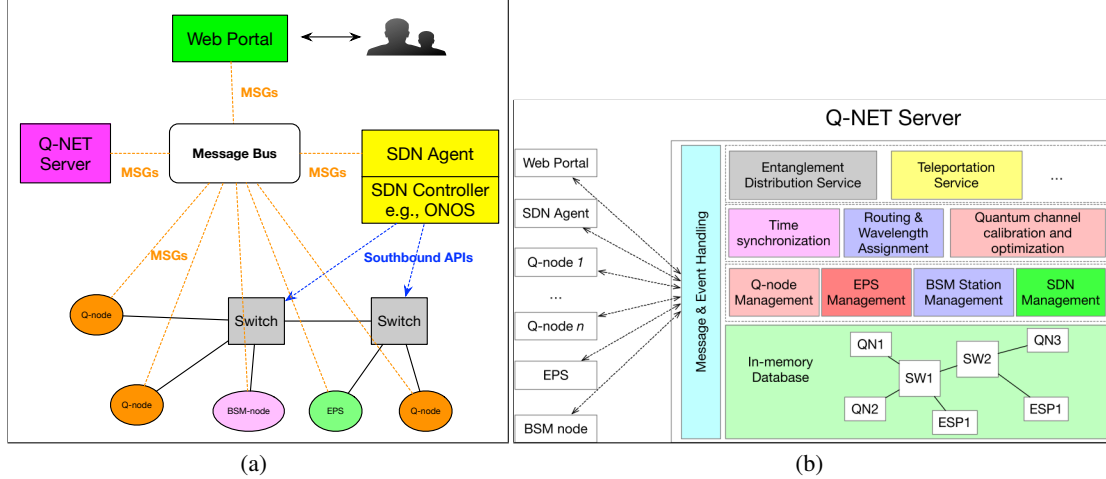 Web Portal
MSGs
Q-NET
Server
MSGs
Message Bus
MSGs
SDN Agent
SDN Controller
e.g., ONOS
MSGs
Southbound APIs
Q-node
Switch
Switch
Q-node
BSM-node
EPS
Q-node
(a)
Q-NET Server
Web Portal
SDN Agent
Q-node 1
...
Q-node n
EPS
BSM node
Message & Event Handling
Entanglement
Distribution Service
Teleportation
Service
...
Time
synchronization
Routing &
Wavelength
Assignment
Quantum channel
calibration and
optimization
Q-node
Management
EPS
Management
BSM Station
Management
SDN
Management
In-memory
Database
QN1
QN2
SW1
SW2
QN3
ESP1
ESP1
(b)